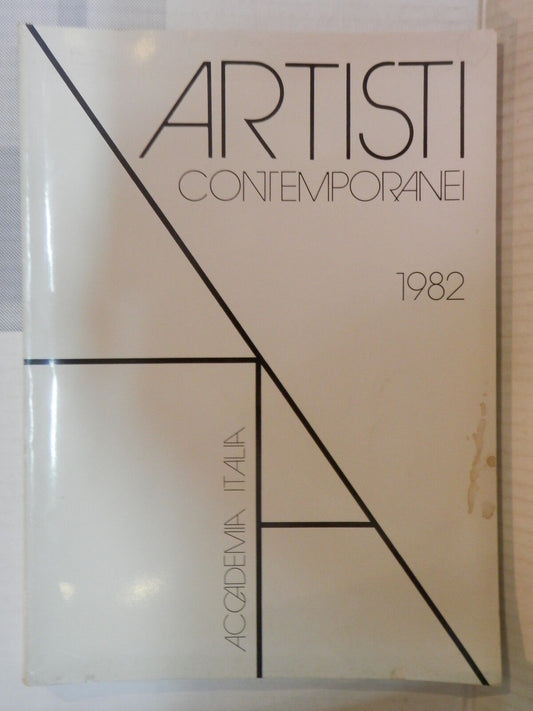 ARTISTI
CONTEMPORANEI
1982
ACCADEMIA ITALIA